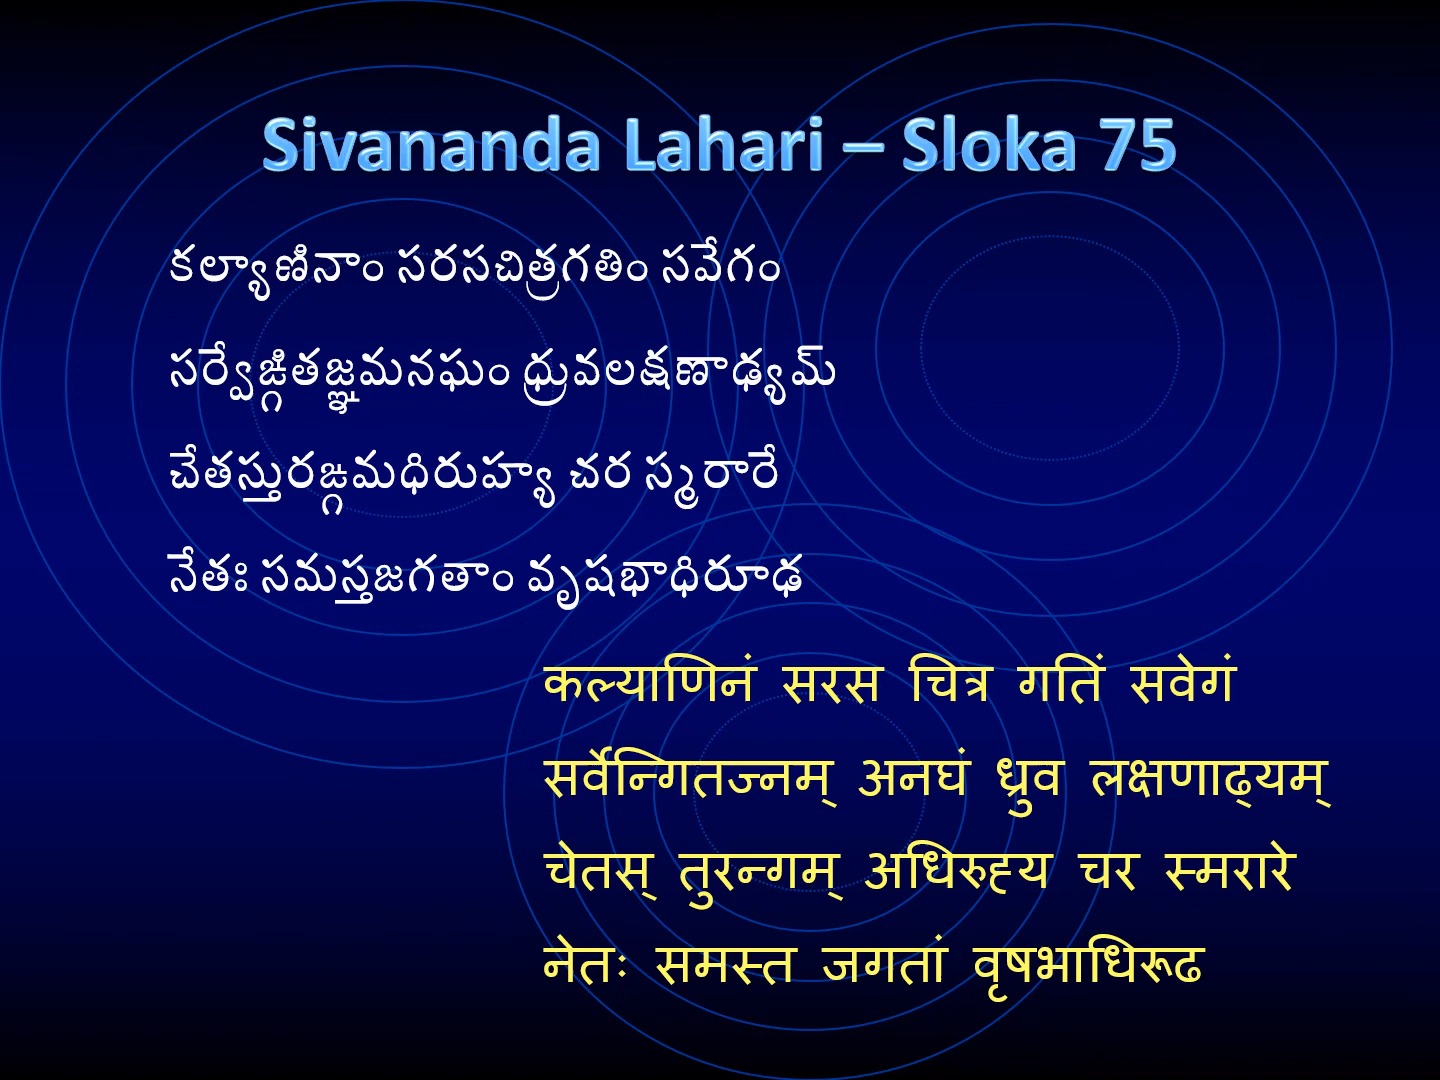 Sivananda Lahari – Sloka 75
కల్యాణినాం సరసచిత్రగతిం సవేగం
సర్వేఙ్గితజ్ఞమనఘం ధ్రువలక్షణాఢ్యమ్
చేతస్తురఙ్గమధిరుహ్య చర స్మరారే
నేతః సమస్తజగతాం వృషభాధిరూఢ
कल्याणिनं सरस चित्र गतिं सवेगं
सर्वेन्गितज्नम् अनघं ध्रुव लक्षणाढ्यम्
चेतस् तुरन्गम् अधिरुह्य चर स्मरारे
नेतः समस्त जगतां वृषभाधिरूढ